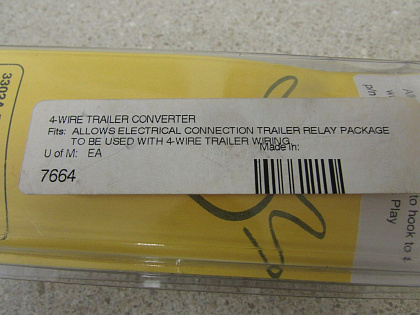 4-WIRE TRAILER CONVERTER
Fits: ALLOWS ELECTRICAL CONNECTION TRAILER RELAY PACKAGE
TO BE USED WITH 4-WIRE TRAILER WIRING
Made In:
U of M: EA
7664
to hook to 4
Play